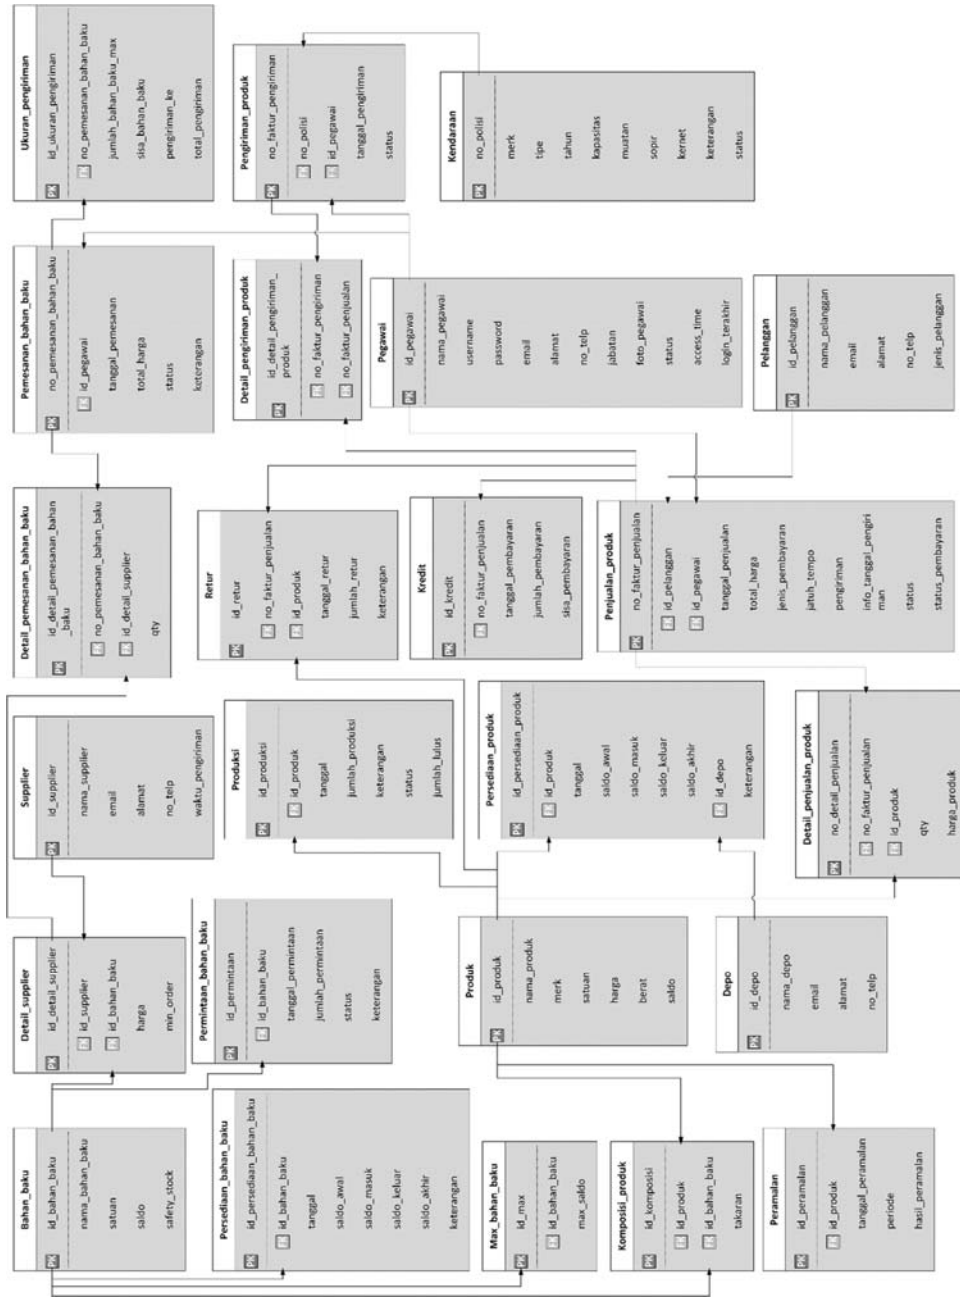 Bahan_baku
PK id_bahan_baku
nama_bahan_baku
satuan
saldo
safety_stock
Detail_supplier
PK id_detail_supplier
FK id_supplier
FK id_bahan_baku
harga
min_order
Supplier
PK id_supplier
nama_supplier
email
alamat
no_telp
waktu_pengiriman
Detail_pemesanan_bahan_baku
PK id_detail_pemesanan_bahan
_baku
FK no_pemesanan_bahan_baku
FK id_detail_supplier
qty
Pemesanan_bahan_baku
PK no_pemesanan_bahan_baku
FK id_pegawai
tanggal_pemesanan
total_harga
status
keterangan
Ukuran_pengiriman
PK id_ukuran_pengiriman
FK no_pemesanan_bahan_baku
jumlah_bahan_baku_max
sisa_bahan_baku
pengiriman_ke
total_pengiriman
Persediaan_bahan_baku
PK id_persediaan_bahan_baku
FK id_bahan_baku
tanggal
saldo_awal
saldo_masuk
saldo_keluar
saldo_akhir
keterangan
Permintaan_bahan_baku
PK id_permintaan
FK id_bahan_baku
tanggal_permintaan
jumlah_permintaan
status
keterangan
Produksi
PK id_produksi
FK id_produk
tanggal
jumlah_produksi
keterangan
status
jumlah_lulus
Retur
PK id_retur
FK no_faktur_penjualan
FK id_produk
tanggal_retur
jumlah_retur
keterangan
Detail_pengiriman_produk
PK id_detail_pengiriman_
produk
FK no_faktur_pengiriman
FK no_faktur_penjualan
Pengiriman_produk
PK no_faktur_pengiriman
FK no_polisi
FK id_pegawai
tanggal_pengiriman
status
Max_bahan_baku
PK id_max
FK id_bahan_baku
max_saldo
Produk
PK id_produk
nama_produk
merk
satuan
harga
berat
saldo
Persediaan_produk
PK id_persediaan_produk
FK id_produk
tanggal
saldo_awal
saldo_masuk
saldo_keluar
saldo_akhir
FK id_depo
keterangan
Kredit
PK id_kredit
FK no_faktur_penjualan
tanggal_pembayaran
jumlah_pembayaran
sisa_pembayaran
Pegawai
PK id_pegawai
nama_pegawai
username
password
email
alamat
no_telp
jabatan
foto_pegawai
status
access_time
login_terakhir
Kendaraan
PK no_polisi
merk
tipe
tahun
kapasitas
muatan
sopir
kernet
keterangan
status
Komposisi_produk
PK id_komposisi
FK id_produk
FK id_bahan_baku
takaran
Depo
PK id_depo
nama_depo
email
alamat
no_telp
Penjualan_produk
PK no_faktur_penjualan
FK id_pelanggan
FK id_pegawai
tanggal_penjualan
total_harga
jenis_pembayaran
jatuh_tempo
pengiriman
info_tanggal_pengiri
man
status
status_pembayaran
Pelanggan
PK id_pelanggan
nama_pelanggan
email
alamat
no_telp
jenis_pelanggan
Peramalan
PK id_peramalan
FK id_produk
tanggal_peramalan
periode
hasil_peramalan
Detail_penjualan_produk
PK no_detail_penjualan
FK no_faktur_penjualan
FK id_produk
qty
harga_produk